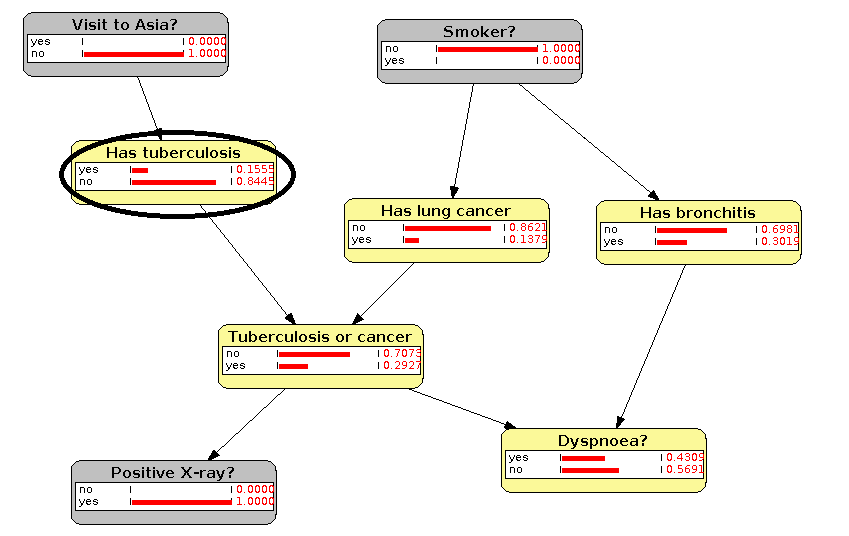 Visit to Asia?
yes 0.0000
no 1.0000
Smoker?
no 1.0000
yes 0.0000
Has tuberculosis
yes 0.1555
no 0.8445
Has lung cancer
no 0.8621
yes 0.1379
Has bronchitis
no 0.6981
yes 0.3019
Tuberculosis or cancer
no 0.7073
yes 0.2927
Dyspnoea?
yes 0.4309
no 0.5691
Positive X-ray?
no 0.0000
yes 1.0000